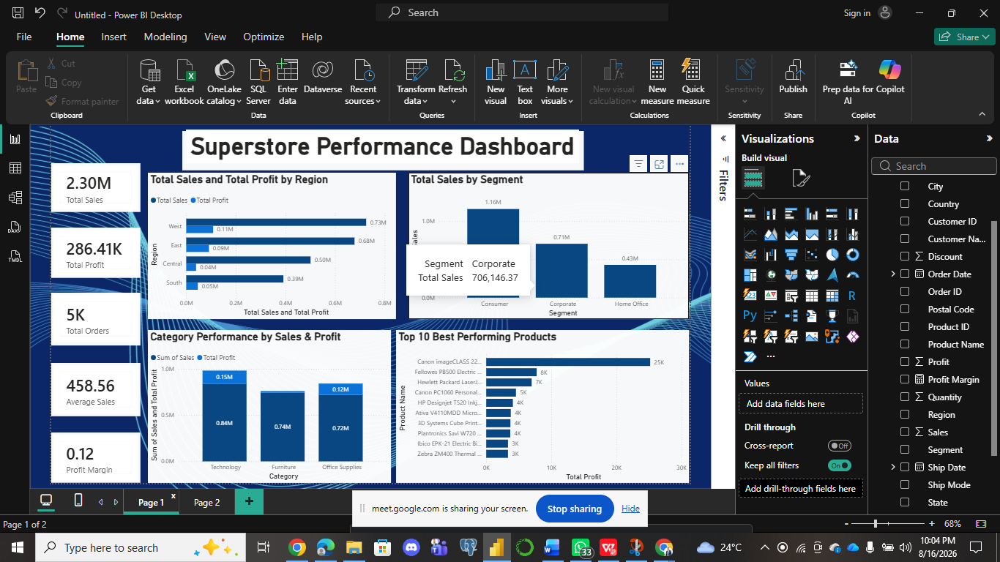 Untitled - Power BI Desktop
Search
Sign in
File Home Insert Modeling View Optimize Help
Share
Paste
Cut
Copy
Format painter
Clipboard
Get data
Excel workbook
OneLake catalog
SQL Server
Enter data
Dataverse
Recent sources
Data
Transform data
Refresh
Queries
New visual
Text box
More visuals
Insert
New visual calculation
New measure
Quick measure
Calculations
Sensitivity
Sensitivity
Publish
Share
Prep data for AI
Copilot
Copilot
DAX
TMDL
Superstore Performance Dashboard
2.30M
Total Sales
286.41K
Total Profit
5K
Total Orders
458.56
Average Sales
0.12
Profit Margin
Total Sales and Total Profit by Region
Total Sales Total Profit
Region
West 0.73M
0.11M
East 0.68M
0.09M
Central 0.50M
0.04M
South 0.39M
0.05M
0.0M 0.2M 0.4M 0.6M 0.8M
Total Sales and Total Profit
Total Sales by Segment
1.16M
1.0M
0.71M
0.43M
0.0M
Consumer Corporate Home Office
Segment
Segment Corporate
Total Sales 706,146.37
Category Performance by Sales & Profit
Sum of Sales Total Profit
Sum of Sales and Total Profit
1.0M
0.5M
0.0M
0.15M
0.84M
0.74M
0.12M
0.72M
Technology Furniture Office Supplies
Category
Top 10 Best Performing Products
Product Name
Canon imageCLASS 22... 25K
Fellowes PB500 Electric ... 8K
Hewlett Packard LaserJ... 7K
Canon PC1060 Personal... 5K
HP Designjet T520 Inkj... 4K
Ativa V4110MDD Micro... 4K
3D Systems Cube Print... 4K
Plantronics Savi W720 ... 4K
Ibico EPK-21 Electric Bi... 3K
Zebra ZM400 Thermal ... 3K
0K 10K 20K 30K
Total Profit
Filters
Visualizations
Build visual
R
Py
Values
Add data fields here
Drill through
Cross-report Off
Keep all filters On
Add drill-through fields here
Data
Search
City
Country
Customer ID
Customer Na...
Discount
Order Date
Order ID
Postal Code
Product ID
Product Name
Profit
Profit Margin
Quantity
Region
Sales
Segment
Ship Date
Ship Mode
State
Page 1 Page 2
meet.google.com is sharing your screen. Stop sharing Hide
Page 1 of 2
68%
Type here to search
33
24°C
10:04 PM
8/16/2026